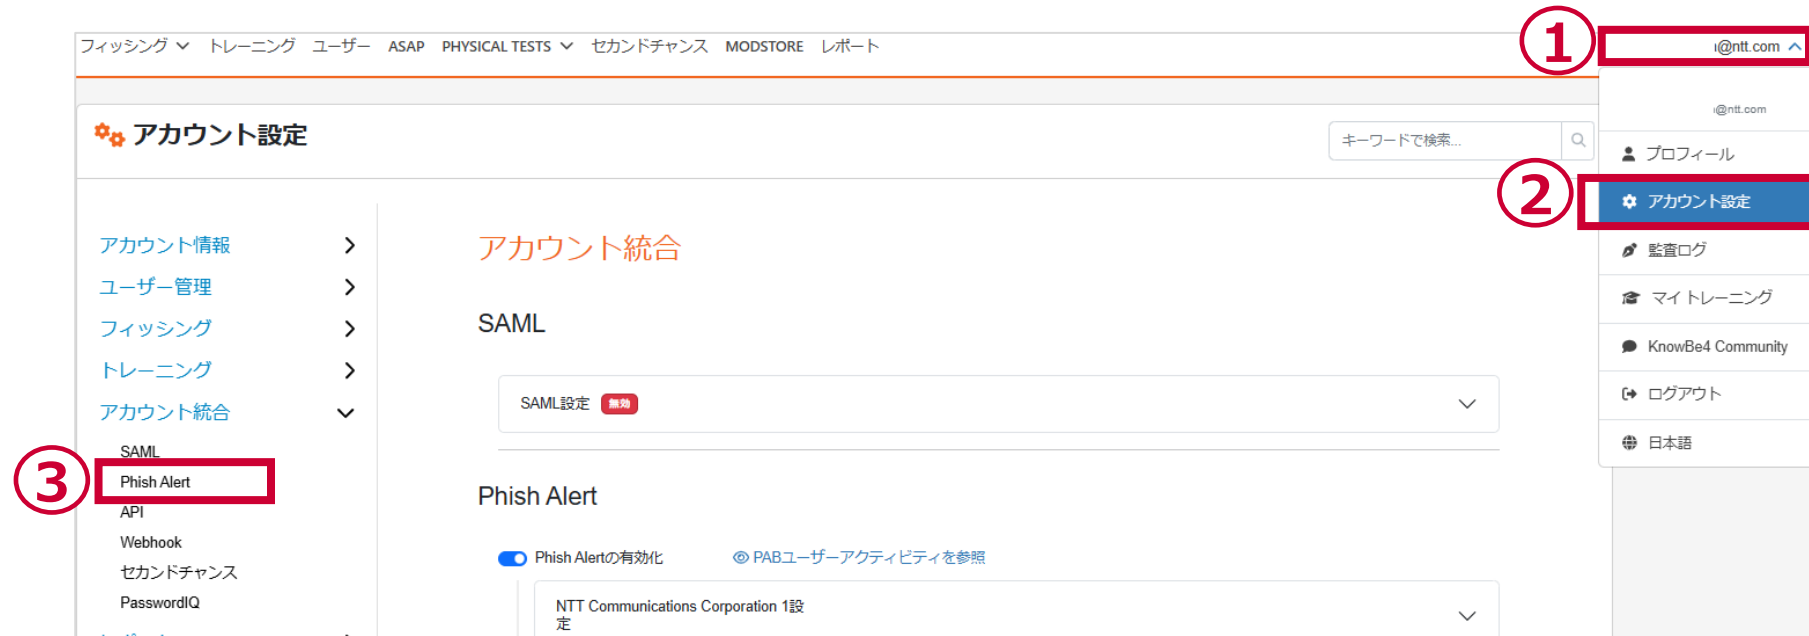 フィッシング トレーニング ユーザー ASAP PHYSICAL TESTS セカンドチャンス MODSTORE レポート
① @ntt.com
@ntt.com
アカウント設定
キーワードで検索...
プロフィール
② アカウント設定
監査ログ
マイ トレーニング
KnowBe4 Community
ログアウト
日本語
アカウント情報
ユーザー管理
フィッシング
トレーニング
アカウント統合
SAML
③ Phish Alert
API
Webhook
セカンドチャンス
PasswordIQ
アカウント統合
SAML
SAML設定 無効
Phish Alert
Phish Alertの有効化 PABユーザーアクティビティを参照
NTT Communications Corporation 1設
定